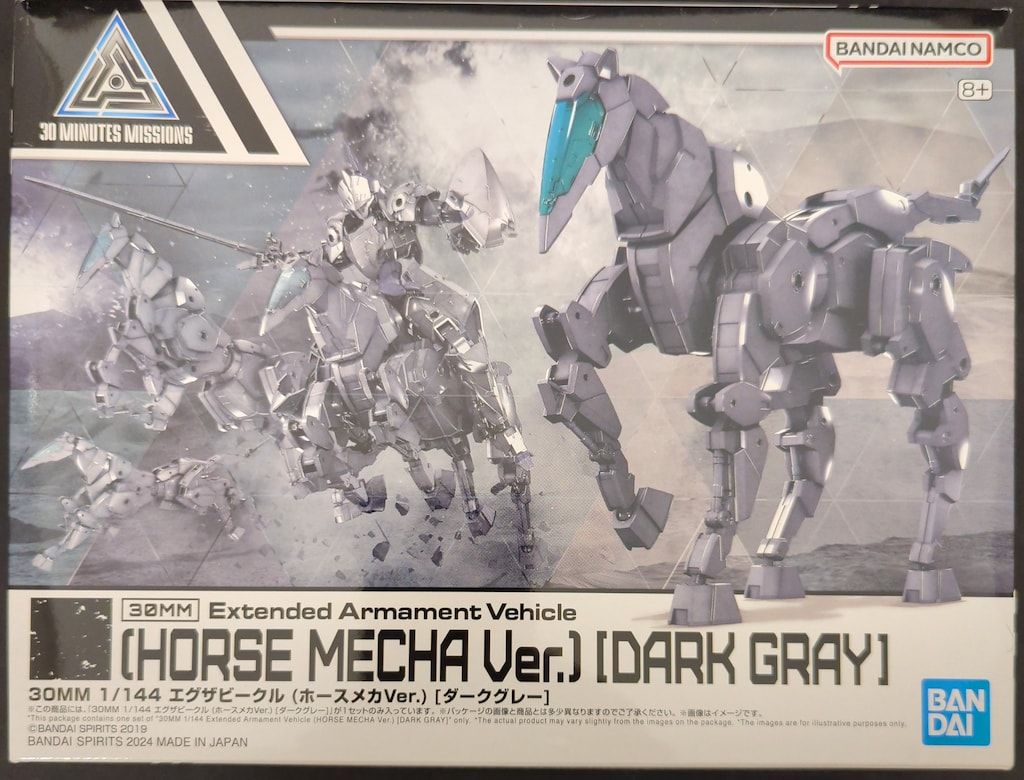 30 MINUTES MISSIONS
BANDAI NAMCO
8+
30MM Extended Armament Vehicle
(HORSE MECHA Ver.) [DARK GRAY]
30MM 1/144 エグザビークル (ホースメカVer.) [ダークグレー]
※この商品には、「30MM 1/144 エグザビークル (ホースメカVer.) [ダークグレー]」が1セットのみ入っています。※パッケージの画像と商品とは多少異なりますのでご了承ください。※画像はイメージです。
*This package contains one set of "30MM 1/144 Extended Armament Vehicle (HORSE MECHA Ver.) [DARK GRAY]" only. *The actual product may vary slightly from the images on the package. *The images are for illustrative purposes only.
©BANDAI SPIRITS 2019
BANDAI SPIRITS 2024 MADE IN JAPAN
BAN
DAI